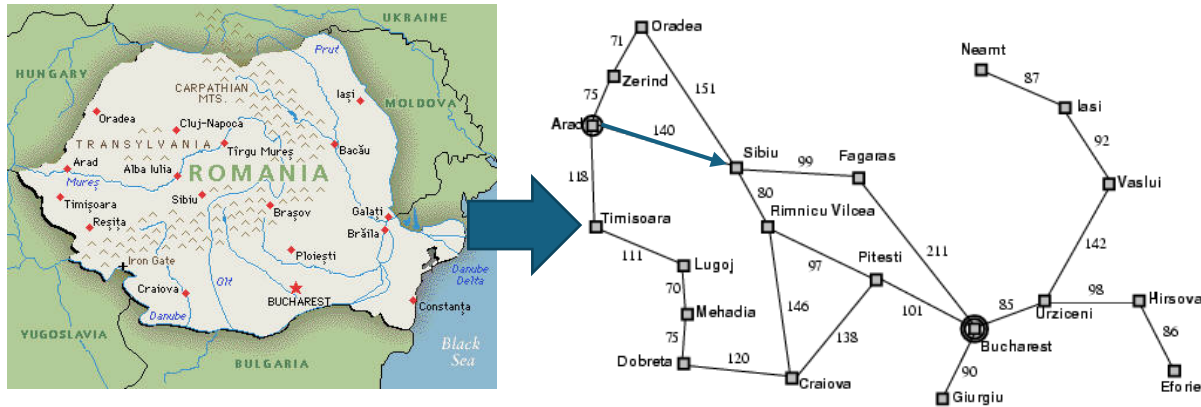 UKRAINE
Prut
HUNGARY
CARPATHIAN
MTS.
Iași
MOLDOVA
Oradea
Cluj-Napoca
TRANSYLVANIA
Tîrgu Mureș
Bacău
Arad
Alba Iulia
Mureș
ROMANIA
Timișoara
Sibiu
Brașov
Galați
Reșița
Brăila
Ploiești
Iron Gate
Danube
Delta
Craiova
Olt
BUCHAREST
Constanța
Danube
YUGOSLAVIA
Black
Sea
BULGARIA
Oradea
71
Neamt
Zerind
87
75
151
Iasi
Arad
140
92
Sibiu
99
Fagaras
118
80
Vaslui
Timisoara
Rimnicu Vilcea
111
Lugoj
97
Pitesti
211
142
70
98
Hirsova
Mehadia
146
101
85
Urziceni
75
138
86
Bucharest
Dobreta
120
90
Craiova
Giurgiu
Eforie